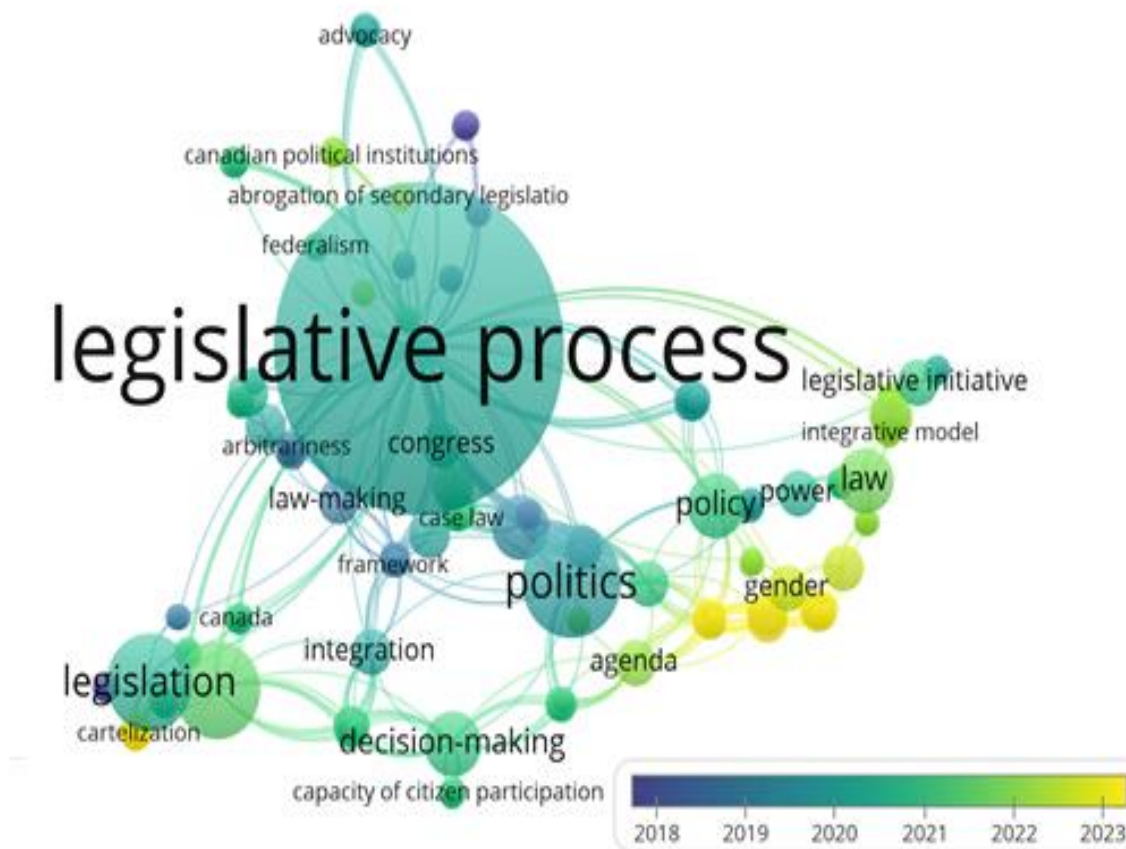 advocacy
canadian political institutions
abrogation of secondary legislatio
federalism
legislative process
legislative initiative
arbitrariness
congress
integrative model
law-making
case law
policy
power
law
framework
politics
gender
canada
integration
agenda
legislation
cartelization
decision-making
capacity of citizen participation
2018
2019
2020
2021
2022
2023